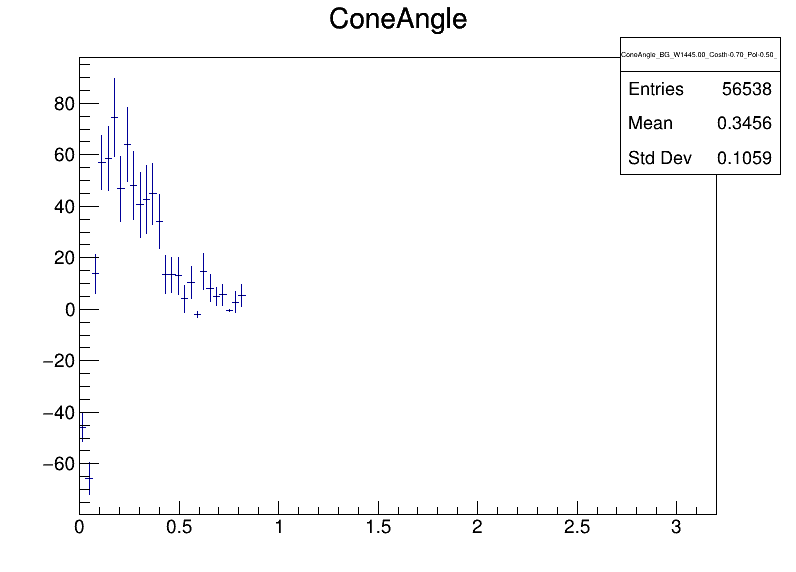 ConeAngle
ConeAngle_BG_W1445.00_Costh-0.70_Pol-0.50_
Entries 56538
Mean 0.3456
Std Dev 0.1059
80
60
40
20
0
−20
−40
−60
0 0.5 1 1.5 2 2.5 3